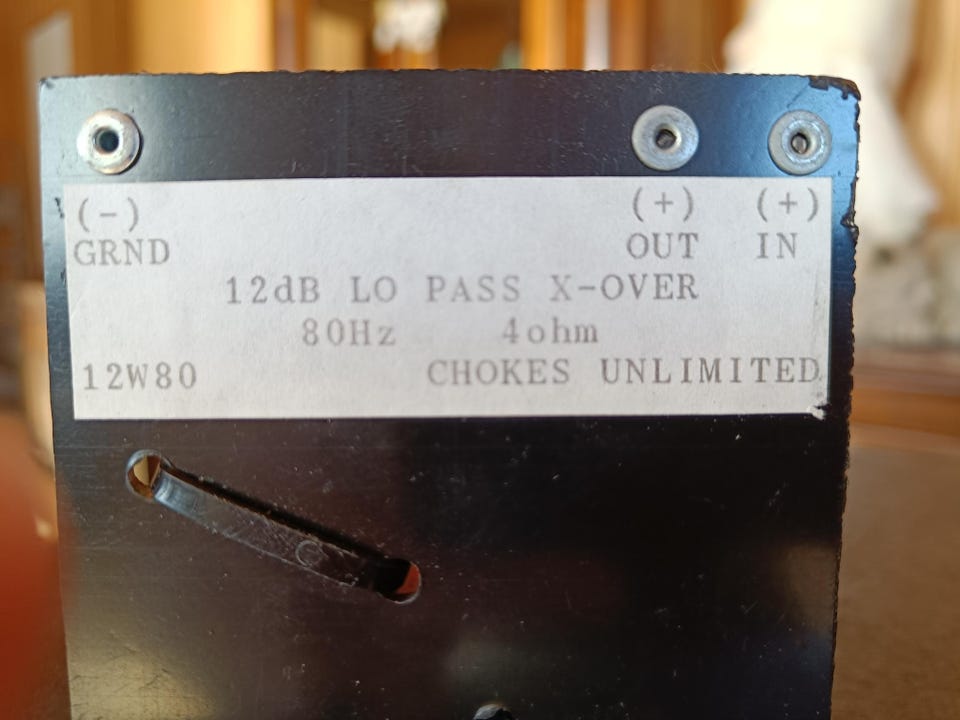 (-) (+) (+)
GRND OUT IN
12dB LO PASS X-OVER
80Hz 4ohm
12W80 CHOKES UNLIMITED